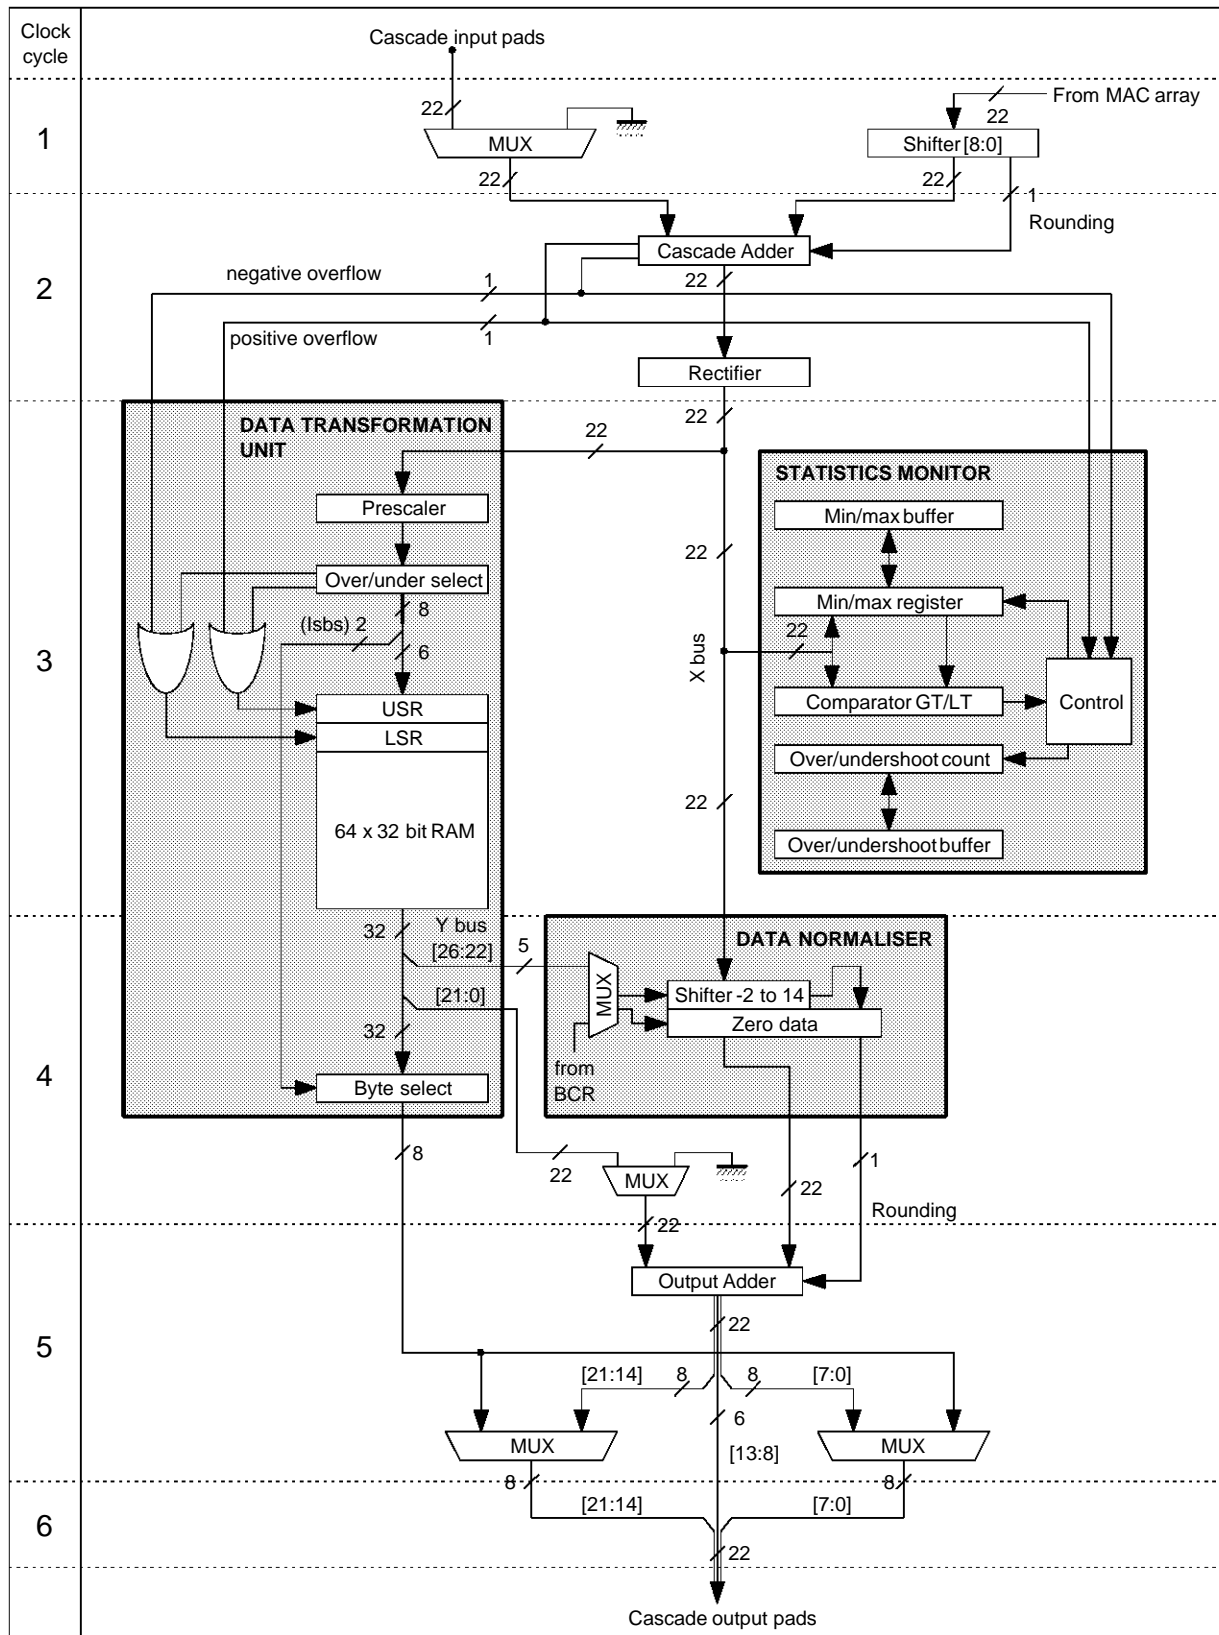 Clock
cycle
Cascade input pads
22
From MAC array
22
1
MUX
Shifter [8:0]
22
22
1
Rounding
Cascade Adder
negative overflow
1
22
2
positive overflow
1
Rectifier
22
DATA TRANSFORMATION
UNIT
22
STATISTICS MONITOR
Prescaler
Min/max buffer
22
Over/under select
8
Min/max register
(lsbs) 2
6
22
X bus
3
USR
LSR
Comparator GT/LT
Control
Over/undershoot count
22
64 x 32 bit RAM
Over/undershoot buffer
Y bus
32
[26:22]
5
DATA NORMALISER
[21:0]
MUX
Shifter -2 to 14
Zero data
32
from
BCR
4
Byte select
8
22
MUX
1
22
22
Rounding
Output Adder
22
5
[21:14]
8
8
[7:0]
6
MUX
[13:8]
MUX
8
8
[21:14]
[7:0]
6
22
Cascade output pads